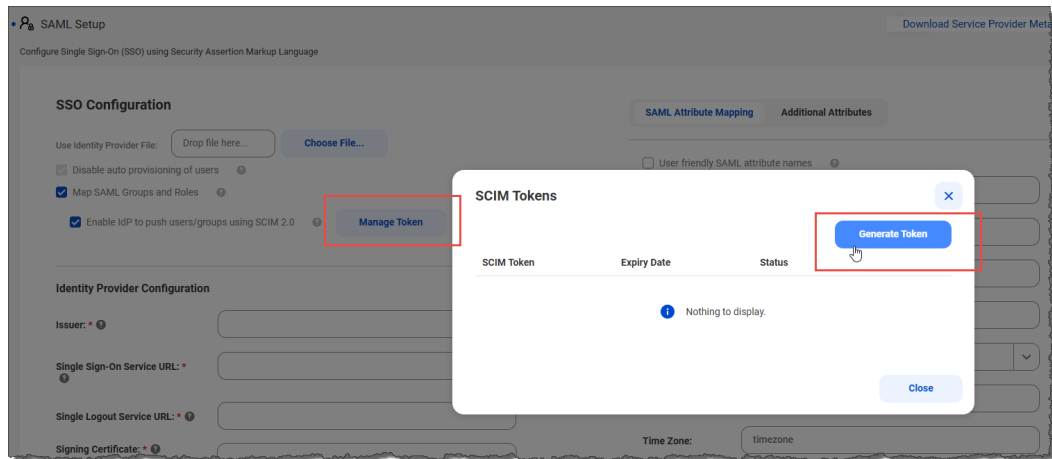 SAML Setup
Download Service Provider Meta
Configure Single Sign-On (SSO) using Security Assertion Markup Language
SSO Configuration
SAML Attribute Mapping
Additional Attributes
Use Identity Provider File:
Drop file here...
Choose File...
Disable auto provisioning of users
User friendly SAML attribute names
Map SAML Groups and Roles
Enable IdP to push users/groups using SCIM 2.0
Manage Token
SCIM Tokens
Generate Token
SCIM Token
Expiry Date
Status
Nothing to display.
Close
Identity Provider Configuration
Issuer: *
Single Sign-On Service URL: *
Single Logout Service URL: *
Signing Certificate: *
Time Zone:
timezone